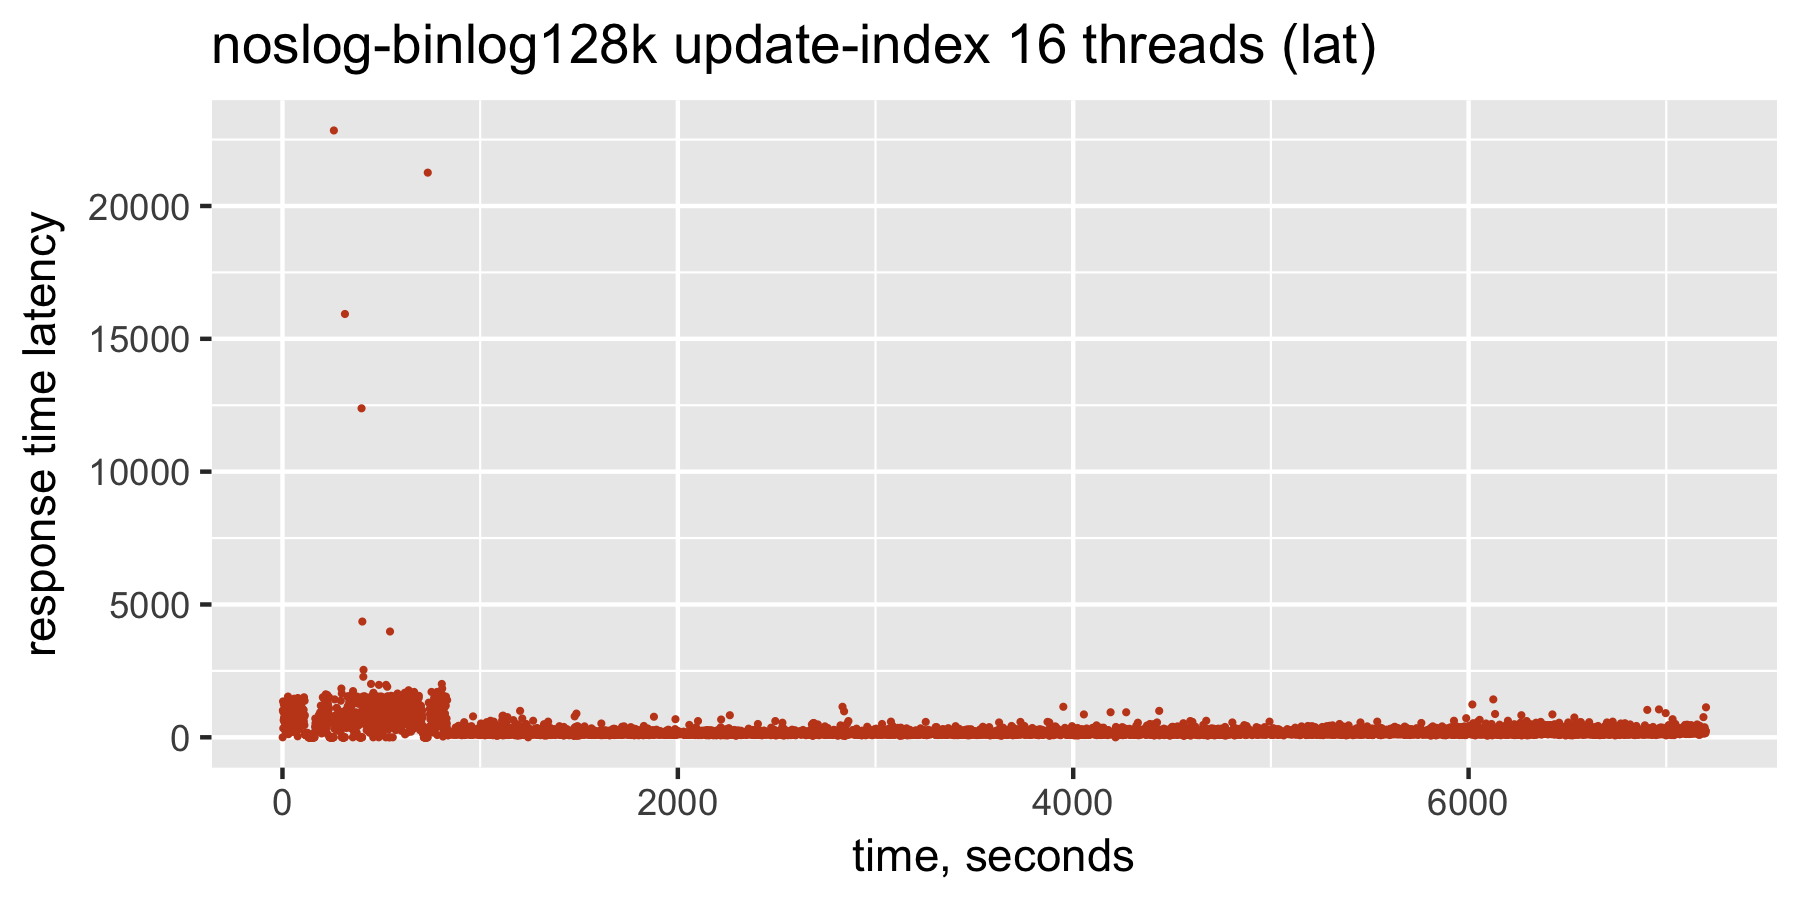 noslog-binlog128k update-index 16 threads (lat)
response time latency
20000
15000
10000
5000
0
0 2000 4000 6000
time, seconds